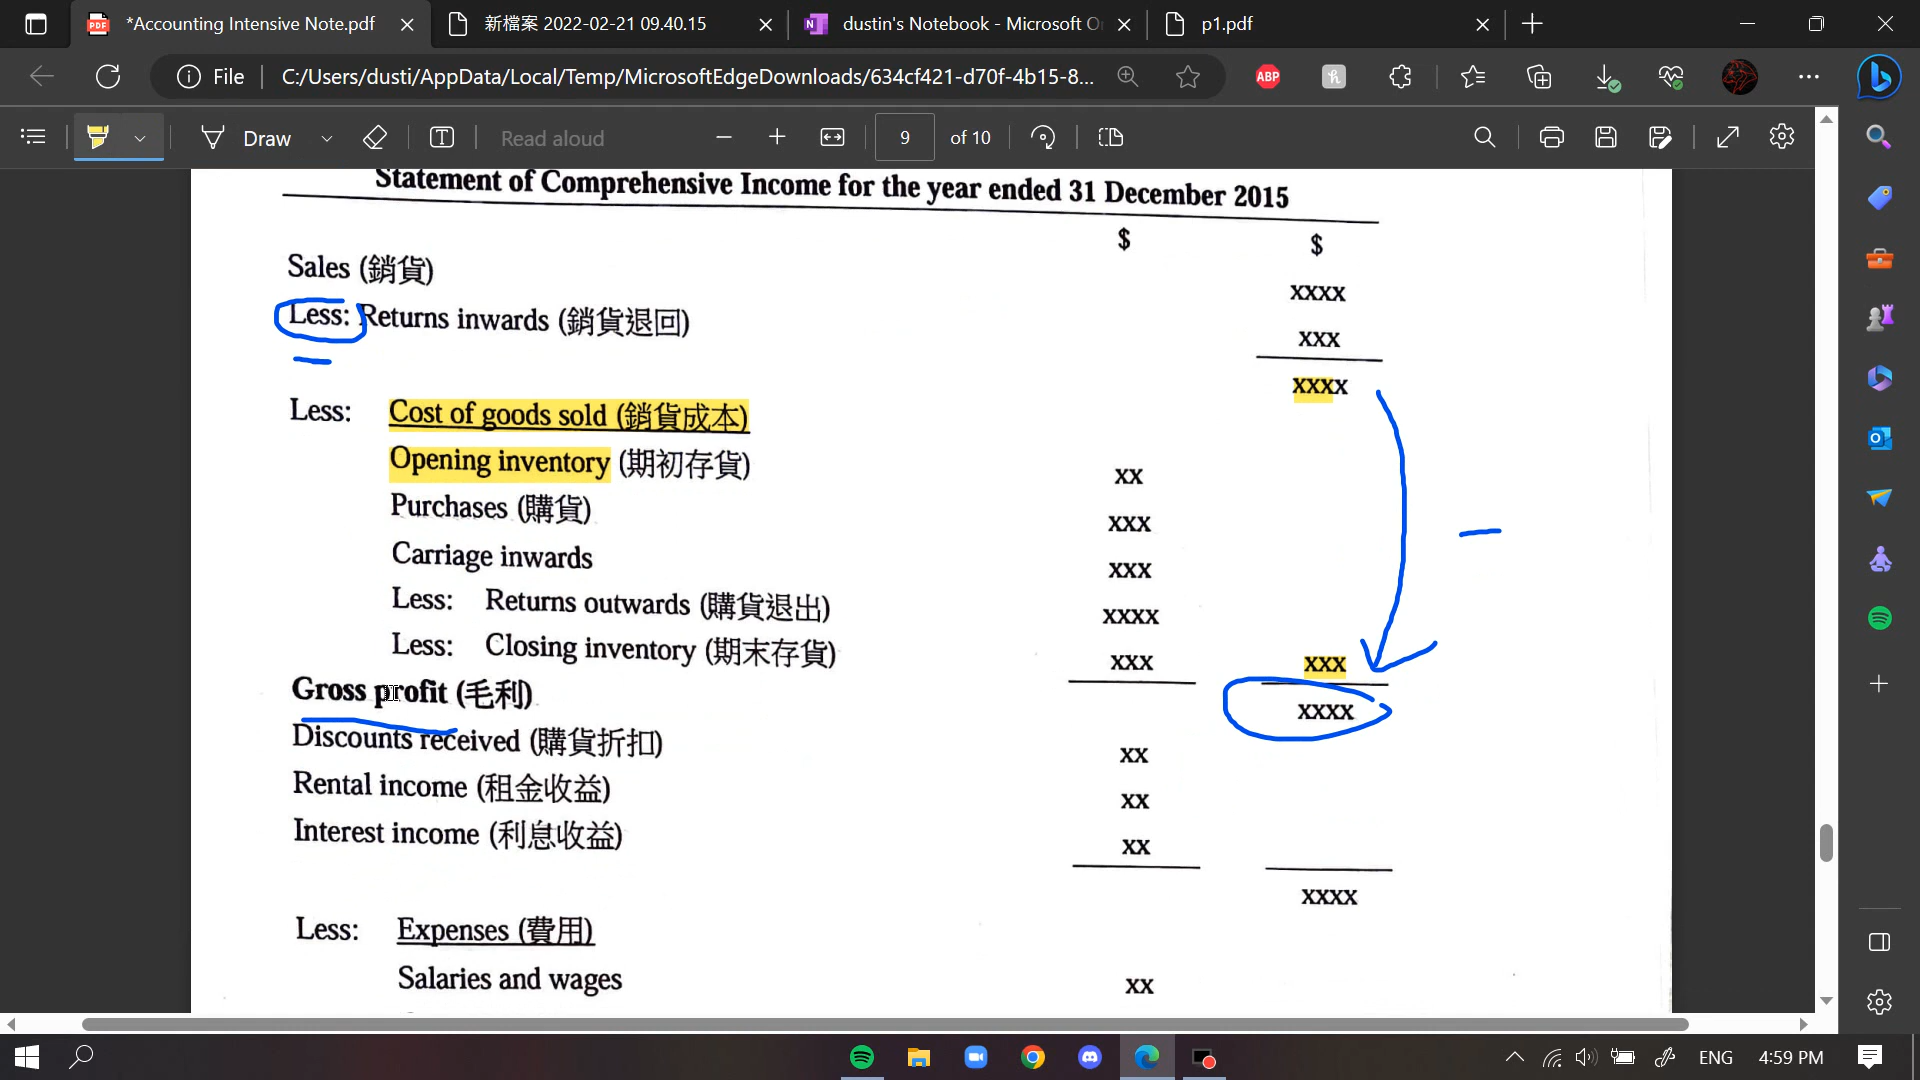 *Accounting Intensive Note.pdf
新檔案 2022-02-21 09.40.15
dustin's Notebook - Microsoft O
p1.pdf
File
C:/Users/dusti/AppData/Local/Temp/MicrosoftEdgeDownloads/634cf421-d70f-4b15-8...
ABP
Draw
Read aloud
9 of 10
Statement of Comprehensive Income for the year ended 31 December 2015
$ $
Sales (銷貨) xxxx
Less: Returns inwards (銷貨退回) xxx
xxxx
Less: Cost of goods sold (銷貨成本)
Opening inventory (期初存貨) xx
Purchases (購貨) xxx
Carriage inwards xxx
Less: Returns outwards (購貨退出) xxxx
Less: Closing inventory (期末存貨) xxx xxx
Gross profit (毛利) xxxx
Discounts received (購貨折扣) xx
Rental income (租金收益) xx
Interest income (利息收益) xx
xxxx
Less: Expenses (費用)
Salaries and wages xx
ENG 4:59 PM